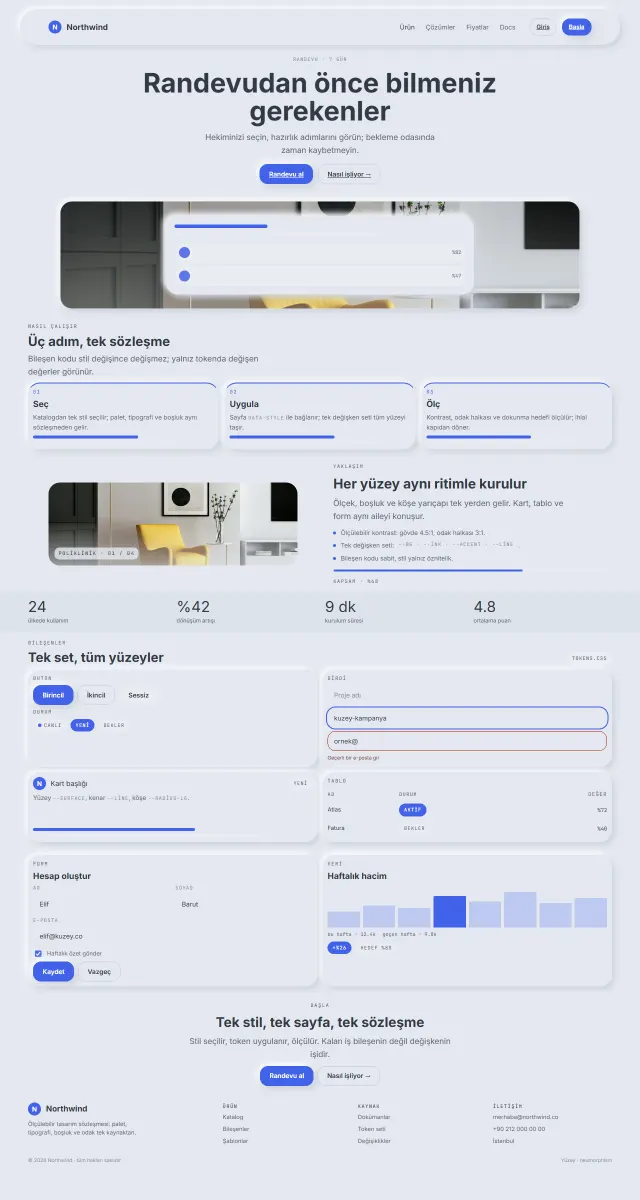 N Northwind
Ürün Çözümler Fiyatlar Docs Giriş Başla
RANDEVU · 7 GÜN
Randevudan önce bilmeniz
gerekenler
Hekiminizi seçin, hazırlık adımlarını görün; bekleme odasında
zaman kaybetmeyin.
Randevu al Nasıl işliyor →
%62
%47
NASIL ÇALIŞIR
Üç adım, tek sözleşme
Bileşen kodu stil değişince değişmez; yalnız tokenda değişen
değerler görünür.
01
Seç
Katalogdan tek stil seçilir; palet, tipografi ve boşluk aynı
sözleşmeden gelir.
02
Uygula
Sayfa DATA-STYLE ile bağlanır; tek değişken seti tüm yüzeyi
taşır.
03
Ölç
Kontrast, odak halkası ve dokunma hedefi ölçülür; ihlal
kapıdan döner.
POLİKLİNİK · 01 / 04
YAKLAŞIM
Her yüzey aynı ritimle kurulur
Ölçek, boşluk ve köşe yarıçapı tek yerden gelir. Kart, tablo ve
form aynı aileyi konuşur.
Ölçülebilir kontrast: gövde 4.5:1, odak halkası 3:1.
Tek değişken seti: --BG · --İNK · --ACCENT · --LİNE .
Bileşen kodu sabit, stil yalnız öznitelik.
KAPSAM · %68
24
ülkede kullanım
%42
dönüşüm artışı
9 dk
kurulum süresi
4.8
ortalama puan
BİLEŞENLER
Tek set, tüm yüzeyler
TOKENS.CSS
BUTON
Birincil İkincil Sessiz
DURUM
CANLI YENİ BEKLER
GİRDİ
Proje adı
kuzey-kampanya
ornek@
Geçerli bir e-posta gir
N Kart başlığı YENİ
Yüzey --SURFACE, kenar --LİNE, köşe --RADİUS-LG.
TABLO
AD DURUM DEĞER
Atlas AKTİF %72
Fatura BEKLER %48
FORM
Hesap oluştur
AD SOYAD
Elif Barut
E-POSTA
elif@kuzey.co
Haftalık özet gönder
Kaydet Vazgeç
VERİ
Haftalık hacim
bu hafta · 12.4k geçen hafta · 9.8k
+%26 HEDEF %80
BAŞLA
Tek stil, tek sayfa, tek sözleşme
Stil seçilir, token uygulanır, ölçülür. Kalan iş bileşenin değil değişkenin
işidir.
Randevu al Nasıl işliyor →
N Northwind
Ölçülebilir tasarım sözleşmesi: palet,
tipografi, boşluk ve odak tek kaynaktan.
ÜRÜN
Katalog
Bileşenler
Şablonlar
KAYNAK
Dokümanlar
Token seti
Değişiklikler
İLETİŞİM
merhaba@northwind.co
+90 212 000 00 00
İstanbul
© 2026 Northwind · tüm hakları saklıdır
Yüzey · neumorphism